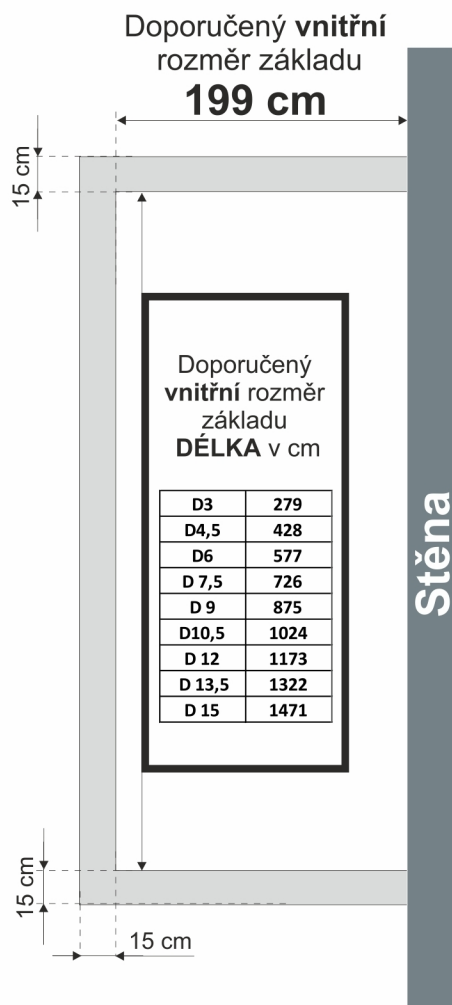 Doporučený vnitřní
rozměr základu
199 cm
15 cm
Doporučený
vnitřní rozměr
základu
DÉLKA v cm
D3 279
D4,5 428
D6 577
D 7,5 726
D 9 875
D10,5 1024
D 12 1173
D 13,5 1322
D 15 1471
Stěna
15 cm
15 cm